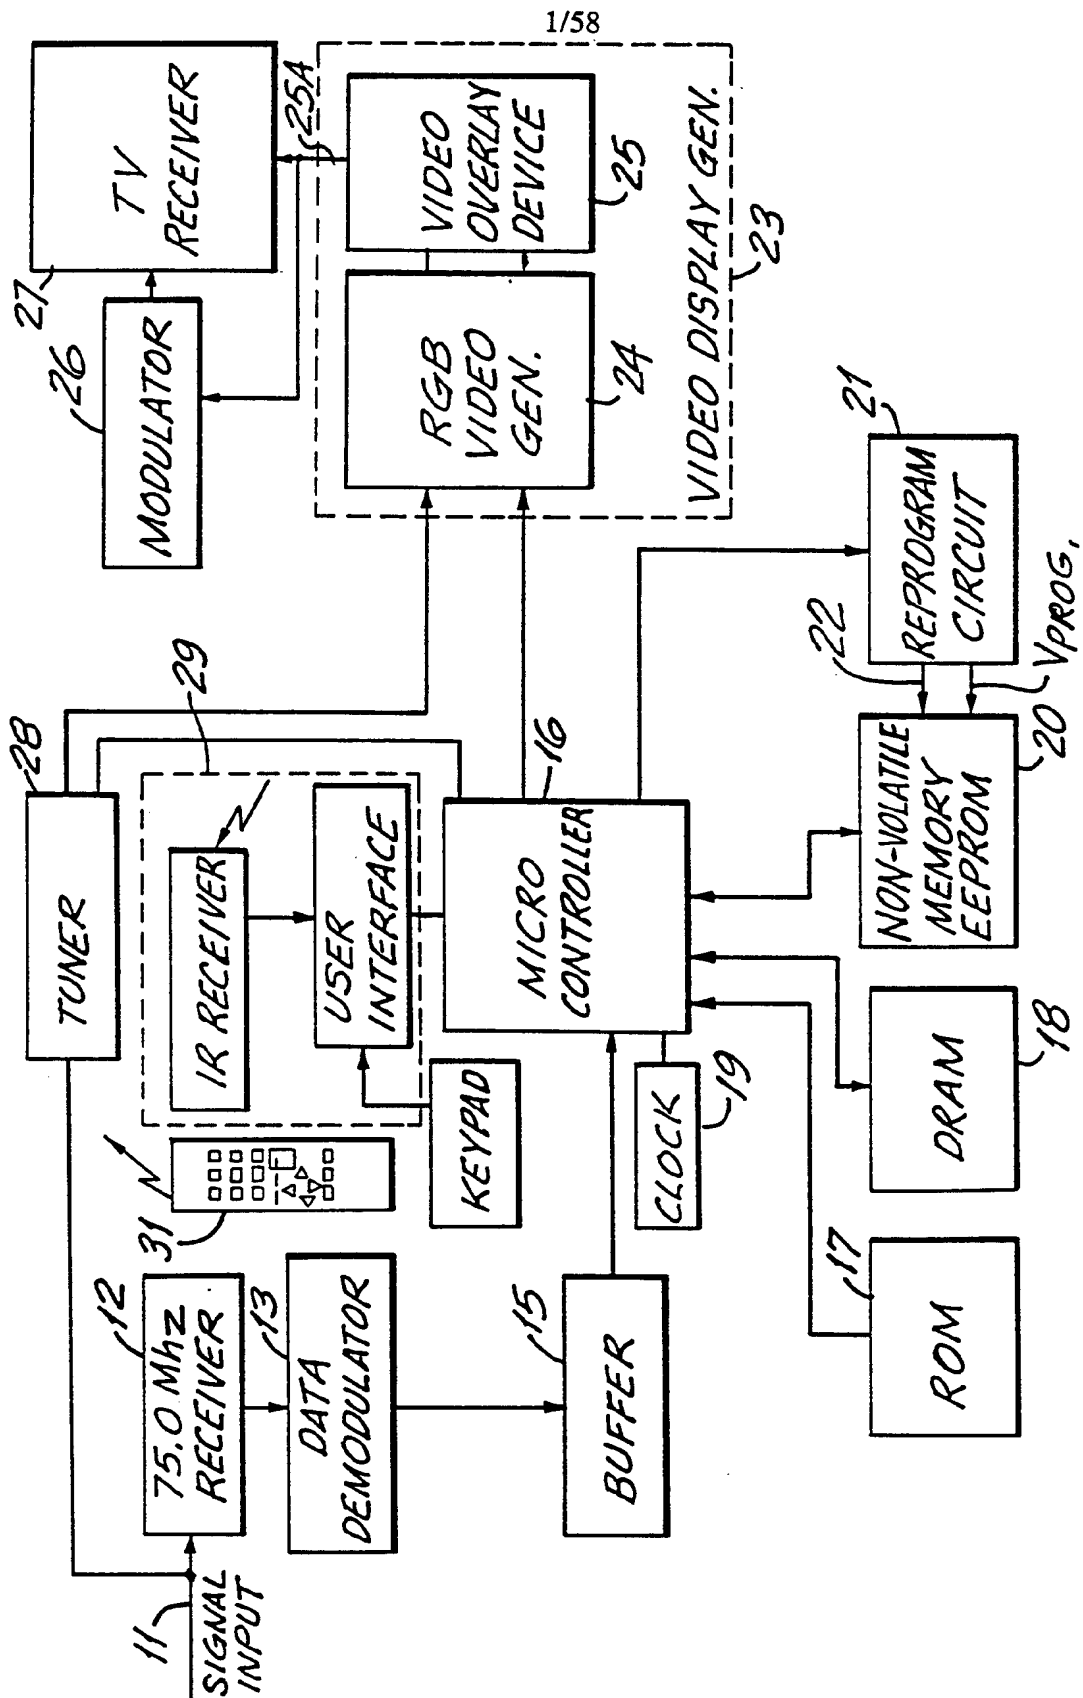 1/58
11
SIGNAL
INPUT
12
75.0 Mhz
RECEIVER
13
DATA
DEMODULATOR
15
BUFFER
28
TUNER
31
29
IR RECEIVER
USER
INTERFACE
KEYPAD
16
MICRO
CONTROLLER
CLOCK
19
17
ROM
DRAM
18
NON-VOLATILE
MEMORY
EEPROM
20
22
VPROG.
21
REPROGRAM
CIRCUIT
26
MODULATOR
27
TV
RECEIVER
25A
RGB
VIDEO
GEN.
24
VIDEO
OVERLAY
DEVICE
25
VIDEO DISPLAY GEN.
23